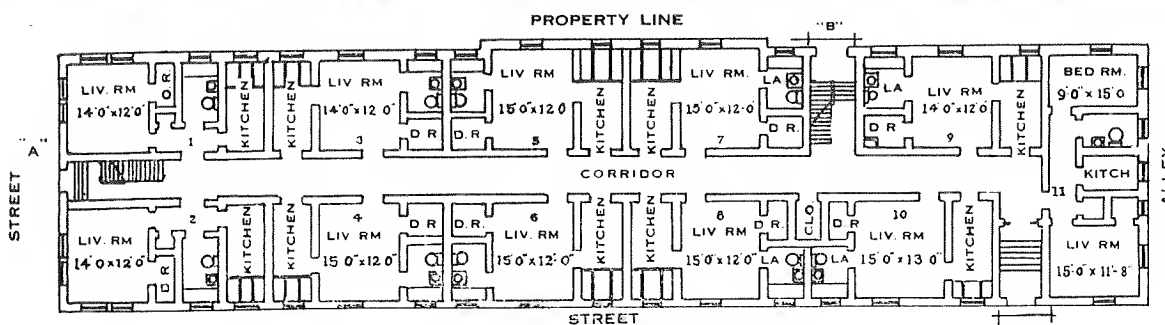 PROPERTY LINE
"B"
STREET
"A"
LIV. RM
14'0"x12'0"
D R.
1
KITCHEN
KITCHEN
LIV RM
14'0"x12'0"
D R.
3
LIV RM
15'0"x12'0"
D.R.
5
KITCHEN
KITCHEN
LIV RM.
15'0"x12'0"
LA
D R.
7
LA
D R
LIV RM
14'0"x12'0"
9
KITCHEN
BED RM.
9'0"x15'0
KITCH
11
ALLEY
CORRIDOR
LIV. RM
14'0"x12'0"
D R
2
KITCHEN
KITCHEN
4
LIV RM
15'0"x12'0"
D R
D.R.
6
LIV. RM
15'0"x12'0"
KITCHEN
KITCHEN
8
LIV RM
15'0"x12'0"
D R.
LA
CLO
D R.
LA
10
LIV. RM
15'0"x13'0"
KITCHEN
LIV RM
15'0"x11'-8"
STREET